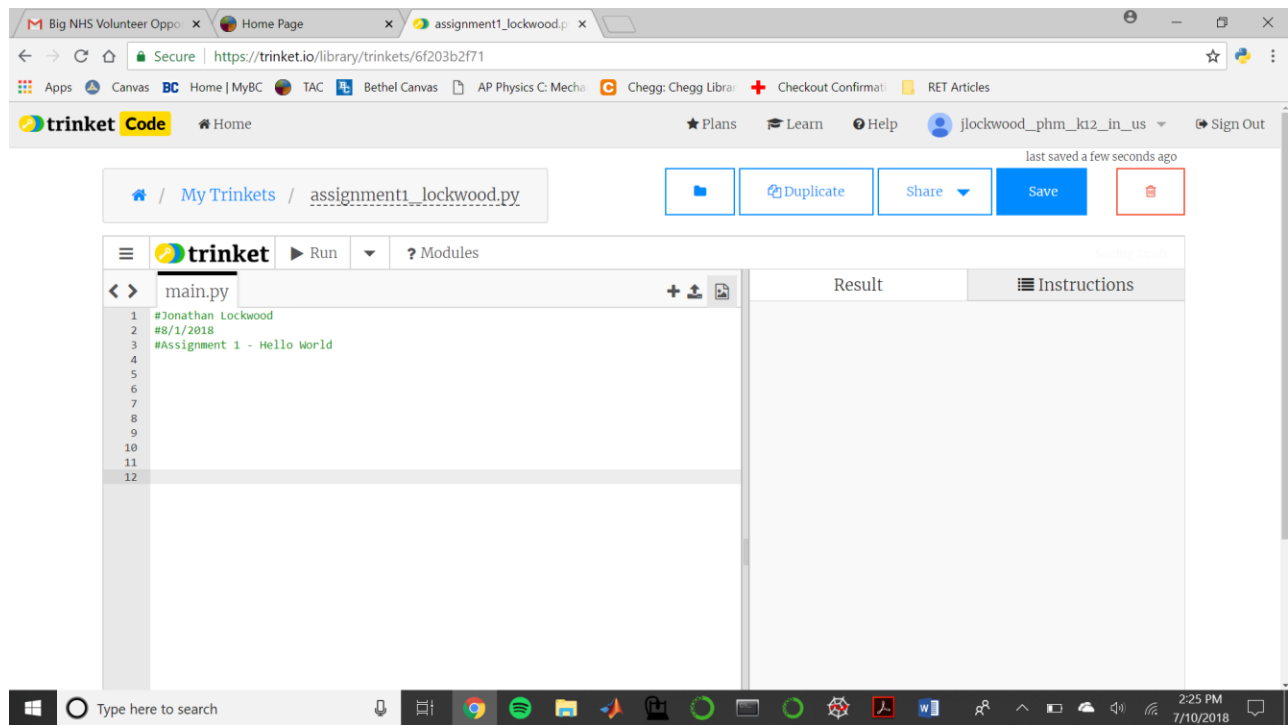 Big NHS Volunteer Oppo
Home Page
assignment1_lockwood.p
Secure
https://trinket.io/library/trinkets/6f203b2f71
Apps
Canvas
BC Home | MyBC
TAC
Bethel Canvas
AP Physics C: Mecha
Chegg: Chegg Librar
Checkout Confirmati
RET Articles
trinket Code
Home
Plans
Learn
Help
jlockwood_phm_k12_in_us
Sign Out
last saved a few seconds ago
/ My Trinkets / assignment1_lockwood.py
Duplicate
Share
Save
trinket
Run
? Modules
main.py
Result
Instructions
1 #Jonathan Lockwood
2 #8/1/2018
3 #Assignment 1 - Hello World
4
5
6
7
8
9
10
11
12
Type here to search
2:25 PM
7/10/2018